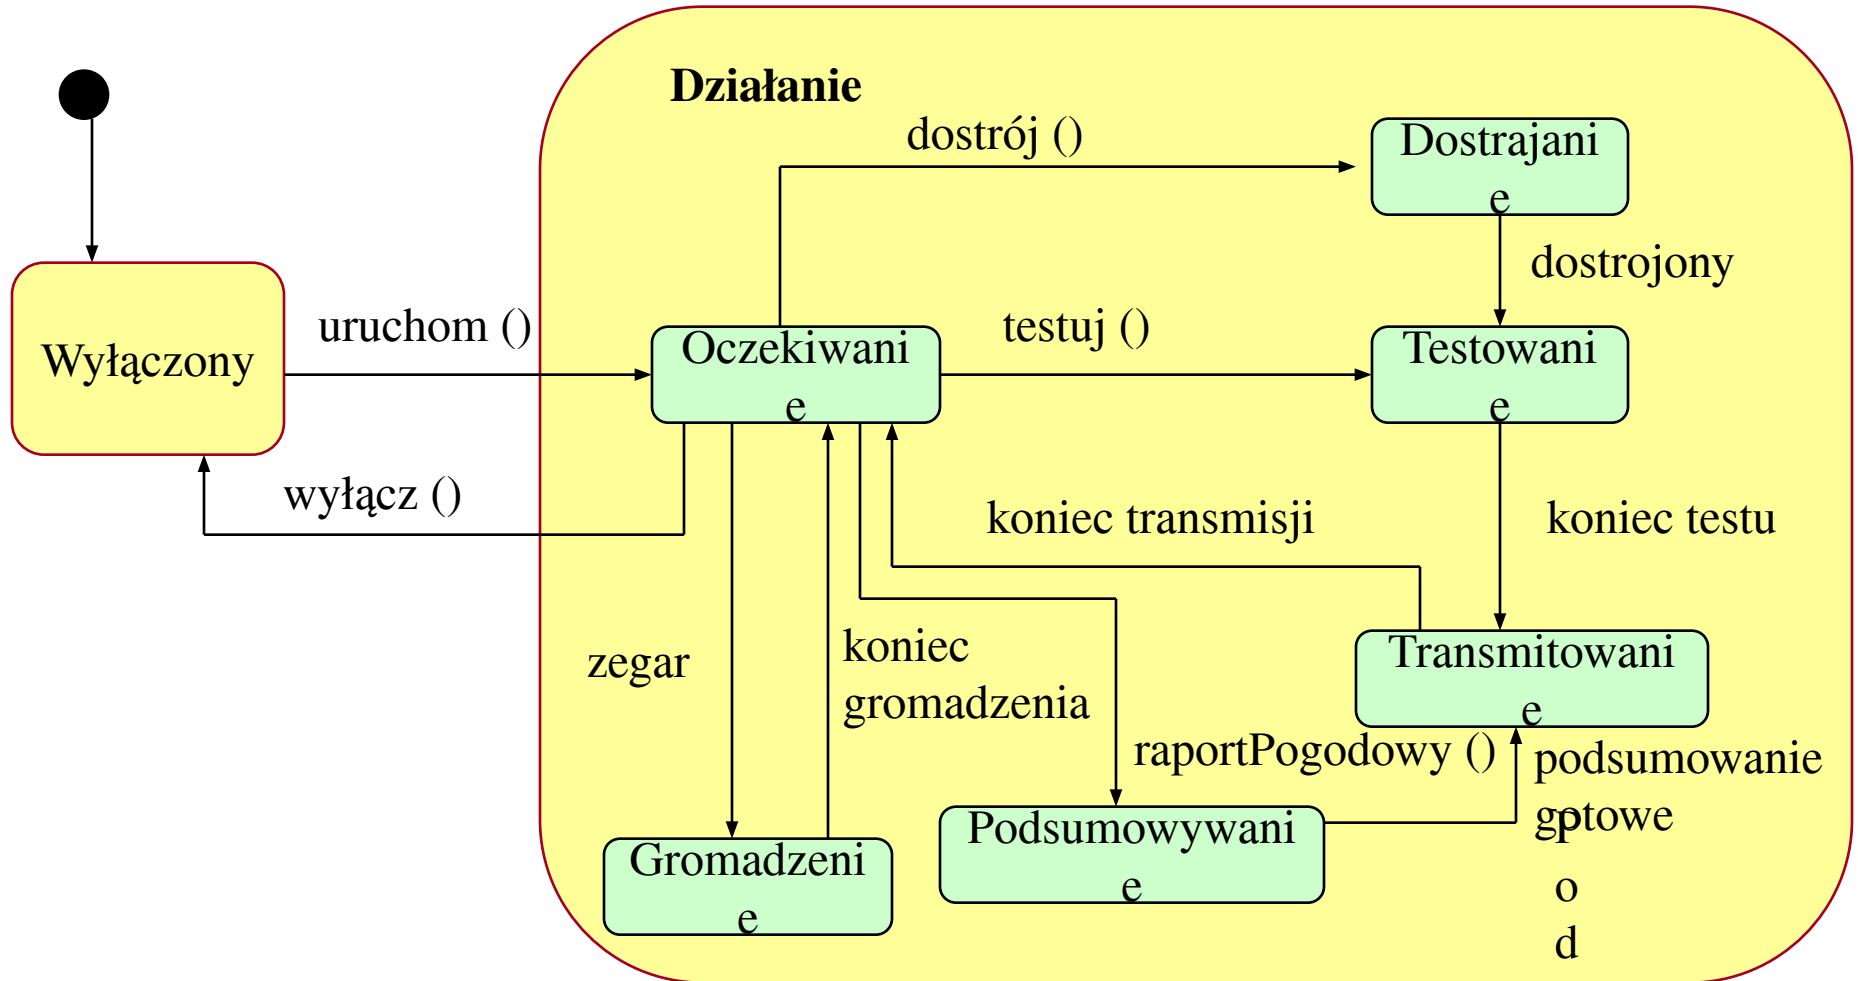 Działanie
dostrój ()
Dostrajani
e
dostrojony
uruchom ()
testuj ()
Wyłączony
Oczekiwani
e
Testowani
e
wyłącz ()
koniec transmisji
koniec testu
zegar
koniec
gromadzenia
Transmitowani
e
raportPogodowy ()
podsumowanie
gotowe
Podsumowywani
e
Gromadzeni
e
p
o
d